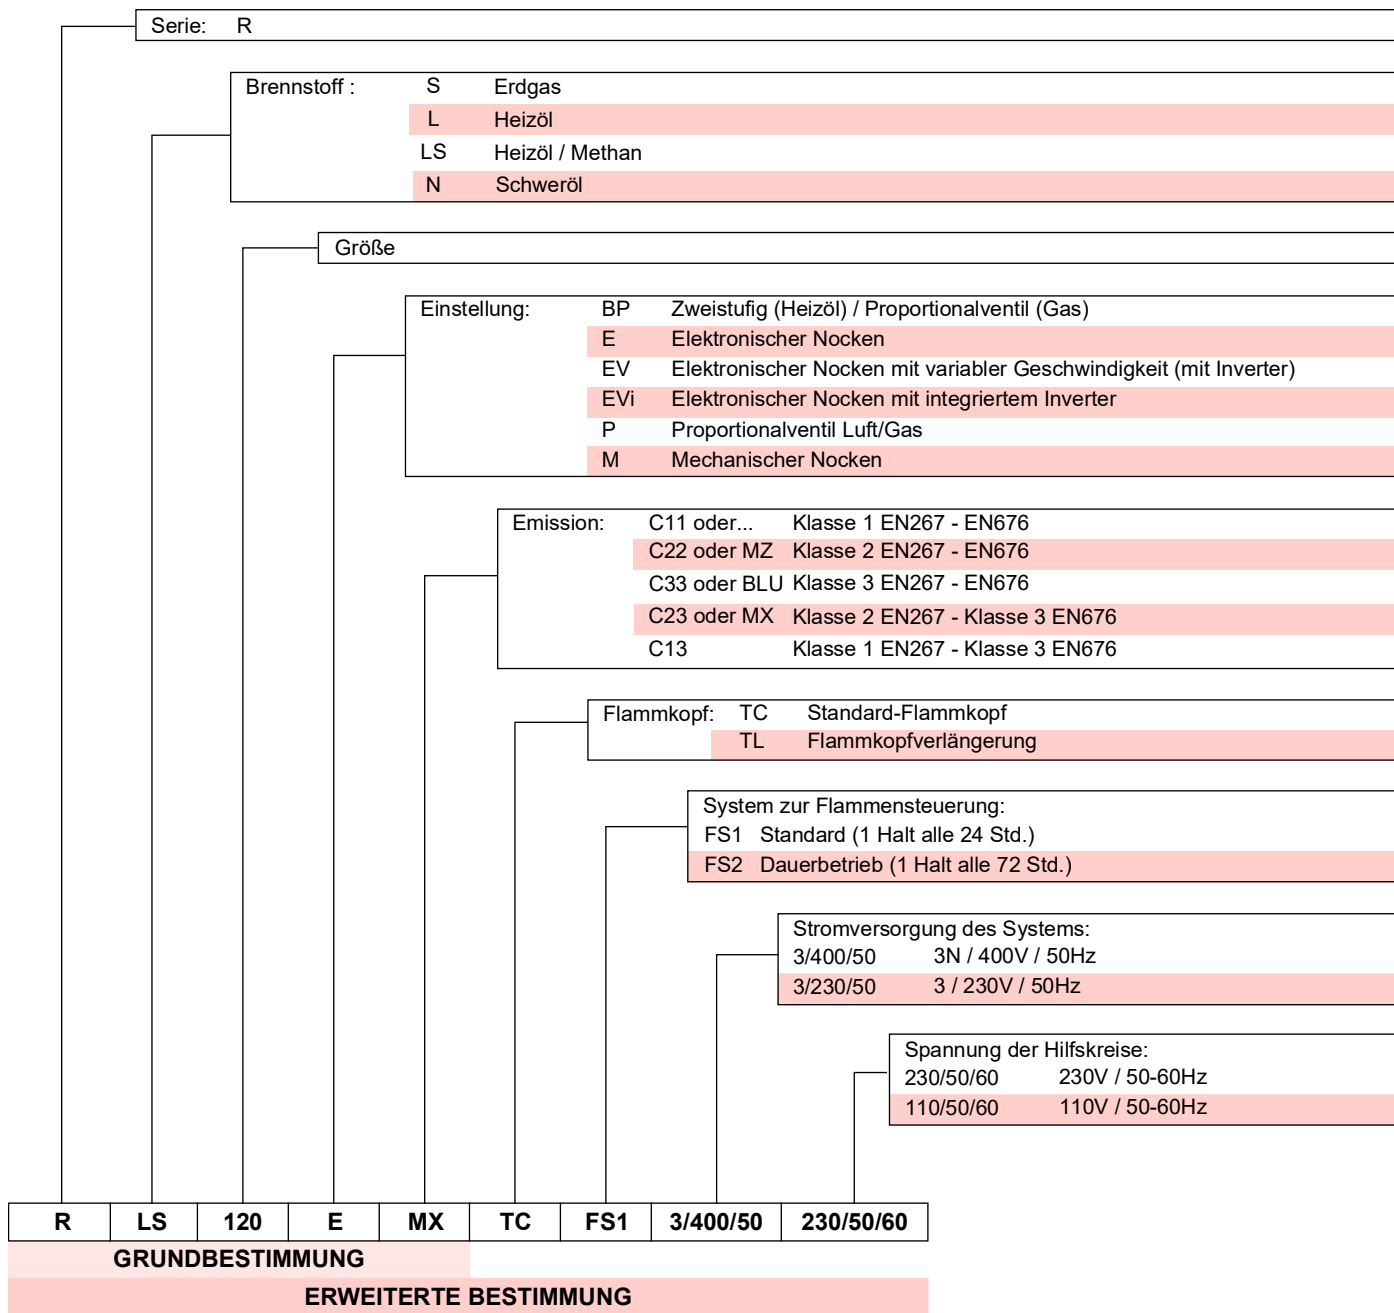 Serie: R
Brennstoff : S Erdgas
L Heizöl
LS Heizöl / Methan
N Schweröl
Größe
Einstellung: BP Zweistufig (Heizöl) / Proportionalventil (Gas)
E Elektronischer Nocken
EV Elektronischer Nocken mit variabler Geschwindigkeit (mit Inverter)
EVi Elektronischer Nocken mit integriertem Inverter
P Proportionalventil Luft/Gas
M Mechanischer Nocken
Emission: C11 oder... Klasse 1 EN267 - EN676
C22 oder MZ Klasse 2 EN267 - EN676
C33 oder BLU Klasse 3 EN267 - EN676
C23 oder MX Klasse 2 EN267 - Klasse 3 EN676
C13 Klasse 1 EN267 - Klasse 3 EN676
Flammkopf: TC Standard-Flammkopf
TL Flammkopfverlängerung
System zur Flammensteuerung:
FS1 Standard (1 Halt alle 24 Std.)
FS2 Dauerbetrieb (1 Halt alle 72 Std.)
Stromversorgung des Systems:
3/400/50 3N / 400V / 50Hz
3/230/50 3 / 230V / 50Hz
Spannung der Hilfskreise:
230/50/60 230V / 50-60Hz
110/50/60 110V / 50-60Hz
R LS 120 E MX TC FS1 3/400/50 230/50/60
GRUNDBESTIMMUNG
ERWEITERTE BESTIMMUNG